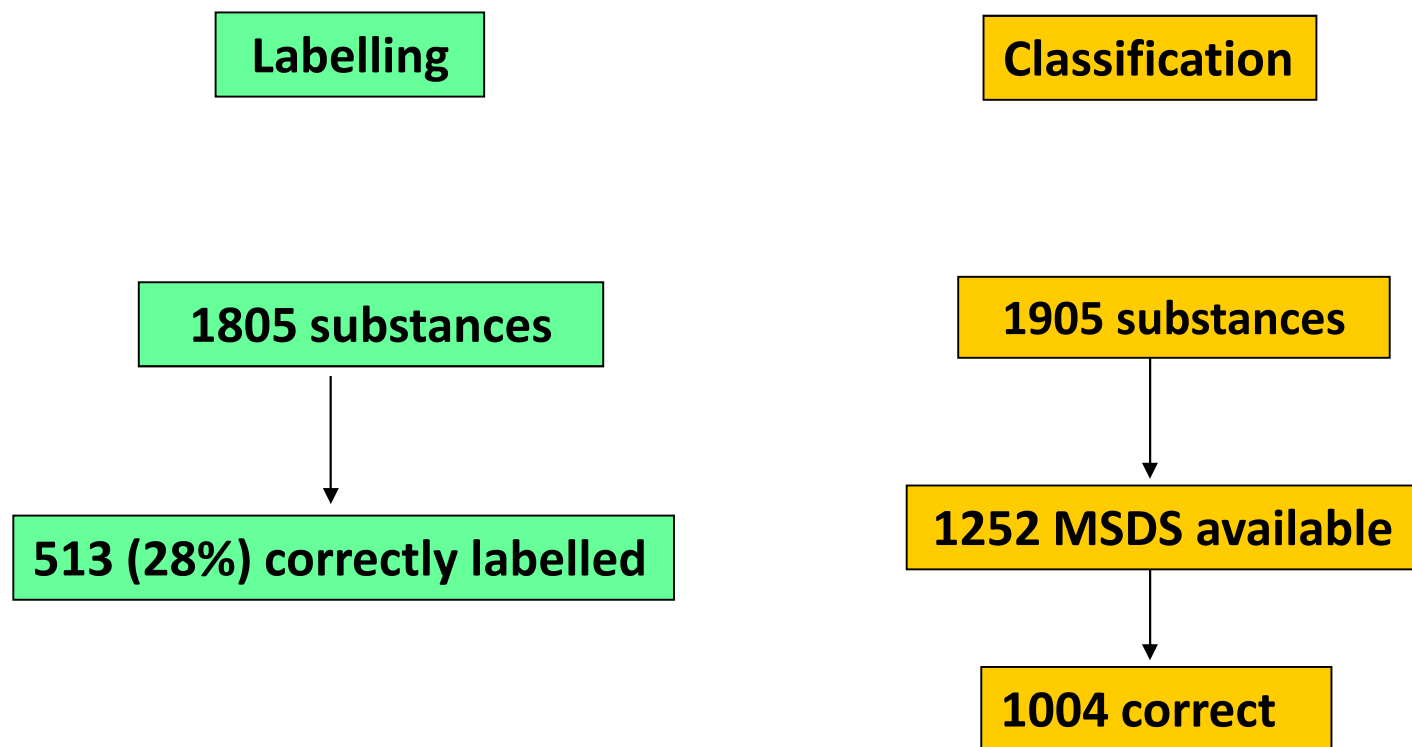 Labelling
Classification
1805 substances
1905 substances
513 (28%) correctly labelled
1252 MSDS available
1004 correct